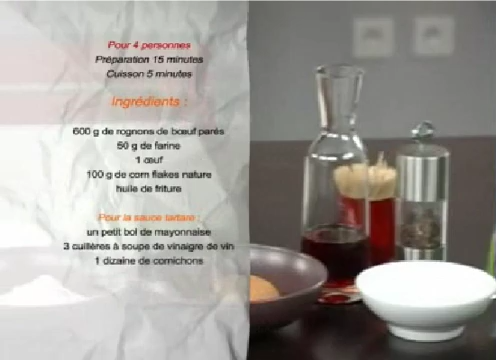 Pour 4 personnes
Préparation 15 minutes
Cuisson 5 minutes
Ingrédients :
600 g de rognons de bœuf parés
50 g de farine
1 œuf
100 g de corn flakes nature
huile de friture
Pour la sauce tartare :
un petit bol de mayonnaise
3 cuillères à soupe de vinaigre de vin
1 dizaine de cornichons